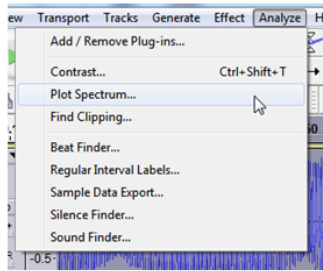 ew Transport Tracks Generate Effect Analyze H
Add / Remove Plug-ins...
Contrast... Ctrl+Shift+T
Plot Spectrum...
Find Clipping...
Beat Finder...
Regular Interval Labels...
Sample Data Export...
Silence Finder...
Sound Finder...
-0.5-